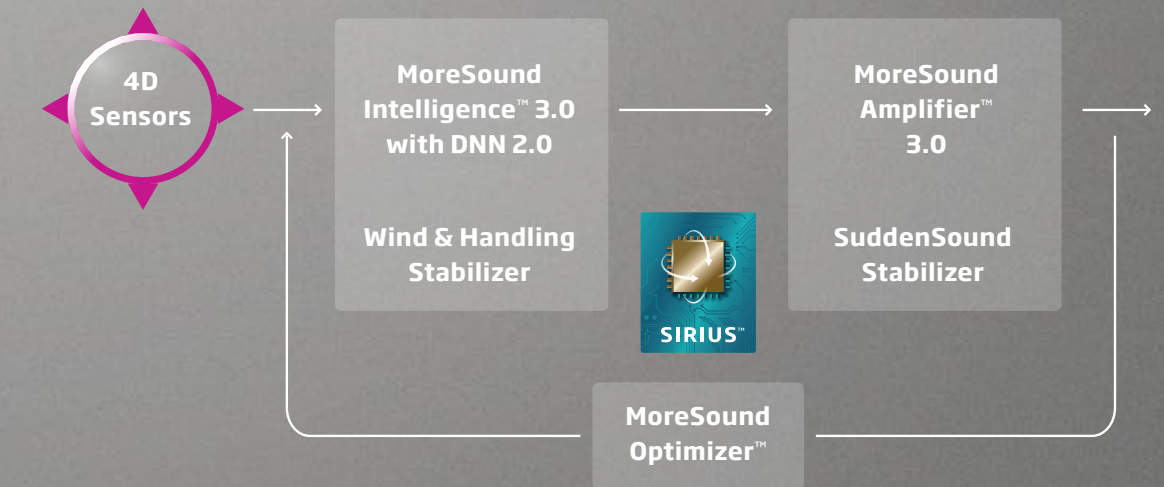 4D
Sensors
MoreSound
Intelligence™ 3.0
with DNN 2.0
Wind & Handling
Stabilizer
MoreSound
Amplifier™
3.0
SuddenSound
Stabilizer
SIRIUS™
MoreSound
Optimizer™